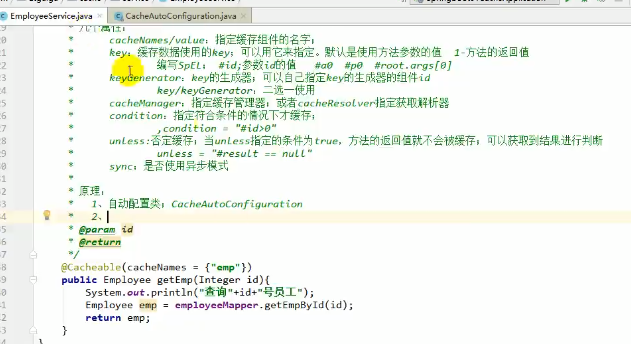 EmployeeService.java × CacheAutoConfiguration.java ×
* 几个属性：
* cacheNames/value：指定缓存组件的名字；
* key：缓存数据使用的key；可以用它来指定。默认是使用方法参数的值 1-方法的返回值
* 编写SpEL； #id;参数id的值 #a0 #p0 #root.args[0]
* keyGenerator：key的生成器；可以自己指定key的生成器的组件id
* key/keyGenerator：二选一使用
* cacheManager：指定缓存管理器；或者cacheResolver指定获取解析器
* condition：指定符合条件的情况下才缓存；
* ,condition = "#id>0"
* unless:否定缓存；当unless指定的条件为true，方法的返回值就不会被缓存；可以获取到结果进行判断
* unless = "#result == null"
* sync：是否使用异步模式
*
* 原理：
* 1、自动配置类；CacheAutoConfiguration
* 2、
* @param id
* @return
*/
@Cacheable(cacheNames = {"emp"})
public Employee getEmp(Integer id){
System.out.println("查询"+id+"号员工");
Employee emp = employeeMapper.getEmpById(id);
return emp;
}